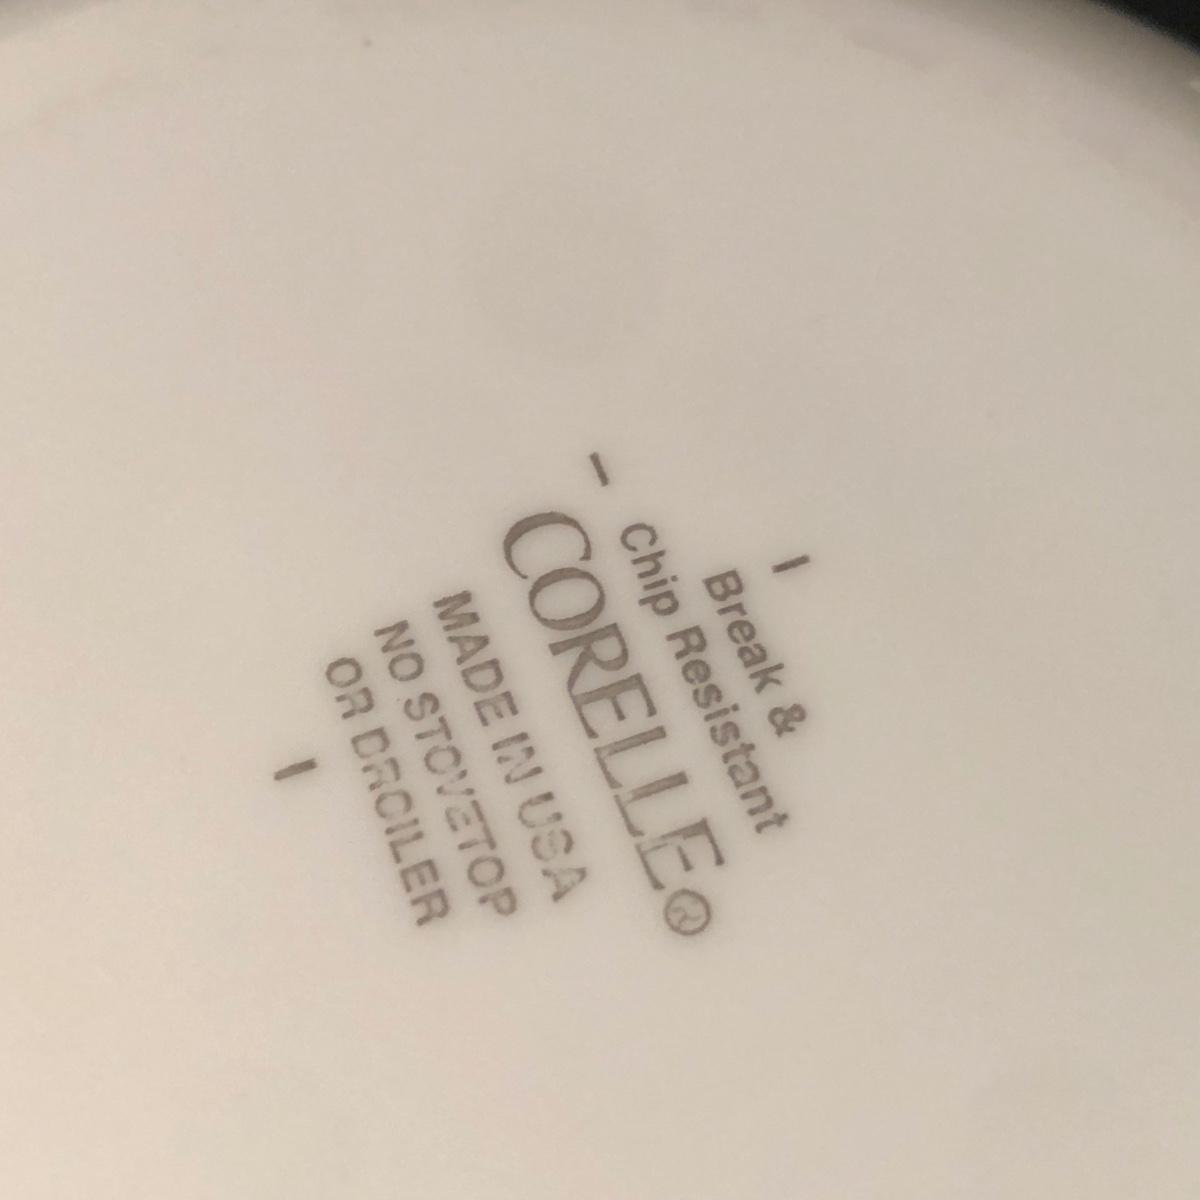 Break &
Chip Resistant
CORELLE®
MADE IN USA
NO STOVETOP
OR BROILER